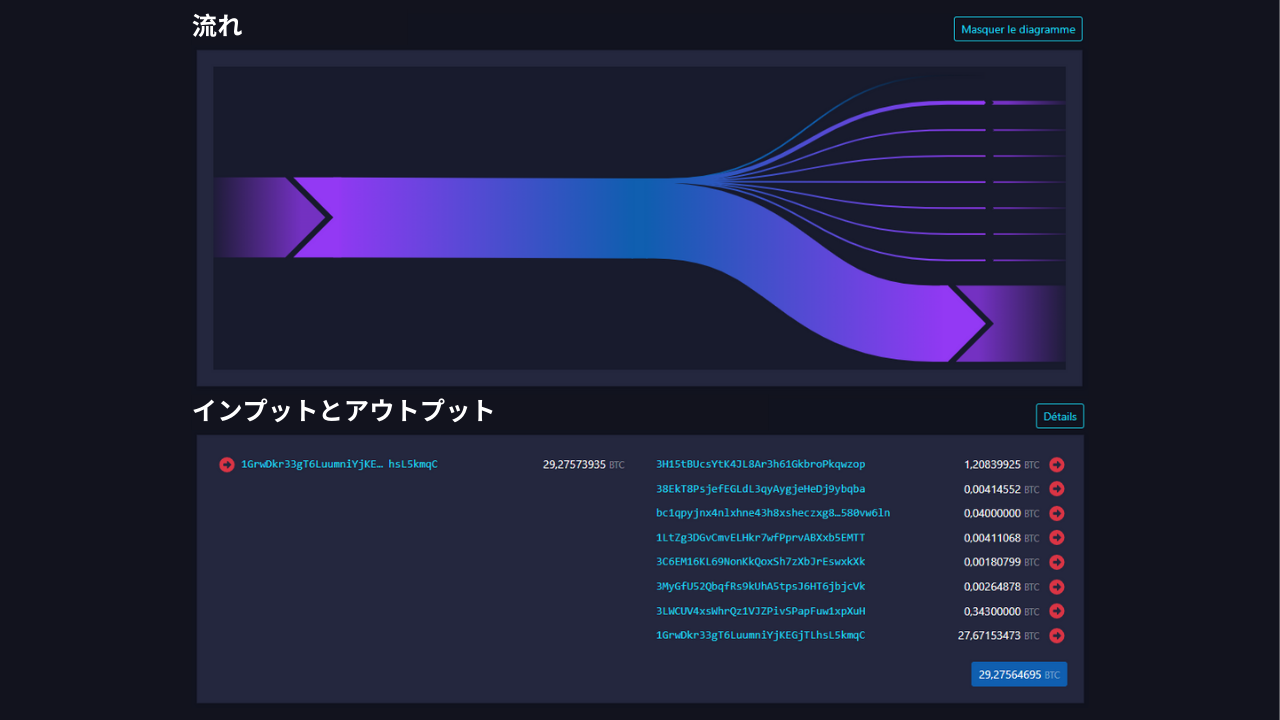 流れ
Masquer le diagramme
インプットとアウトプット
Détails
1GrwDkr33gT6LuumniYjKE… hsL5kmqC 29,27573935 BTC
3H15tBUcsYtK4JL8Ar3h61GkbroPkqwzop 1,20839925 BTC
38EkT8PsjefEGLdL3qyAygjeHeDj9ybqba 0,00414552 BTC
bc1qpyjnx4nlxhne43h8xsheczxg8…580vw6ln 0,04000000 BTC
1LtZg3DGvCmvELHkr7wfPprvABXxb5EMTT 0,00411068 BTC
3C6EM16KL69NonKkQoxSh7zXbJrEswxkXk 0,00180799 BTC
3MyGfU52QbqfRs9kUhA5tpsJ6HT6jbjcVk 0,00264878 BTC
3LWCUV4xsWhrQz1VJZPivSPapFuw1xpXuH 0,34300000 BTC
1GrwDkr33gT6LuumniYjKEGjTLhsL5kmqC 27,67153473 BTC
29,27564695 BTC